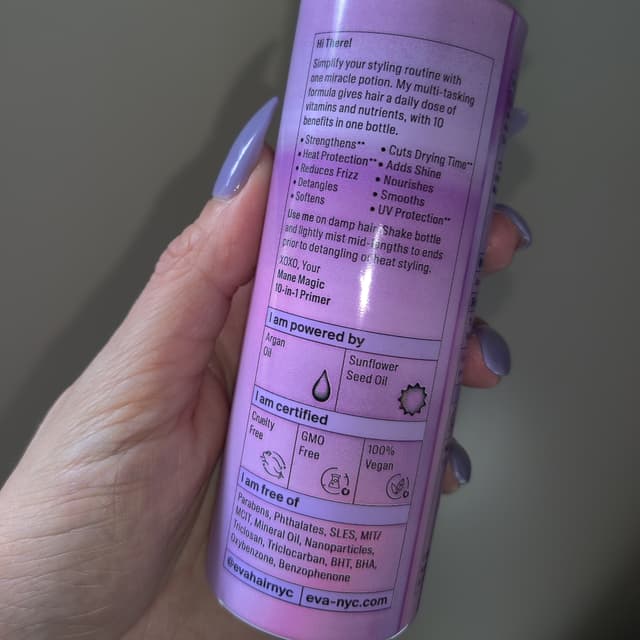 Hi There!
Simplify your styling routine with
one miracle potion. My multi-tasking
formula gives hair a daily dose of
vitamins and nutrients, with 10
benefits in one bottle.
• Strengthens**
• Heat Protection**
• Reduces Frizz
• Detangles
• Softens
• Cuts Drying Time**
• Adds Shine
• Nourishes
• Smooths
• UV Protection**
Use me on damp hair. Shake bottle
and lightly mist mid-lengths to ends
prior to detangling or heat styling.
XOXO, Your
Mane Magic
10-in-1 Primer
I am powered by
Argan
Oil
Sunflower
Seed Oil
I am certified
Cruelty
Free
GMO
Free
100%
Vegan
I am free of
Parabens, Phthalates, SLES, MIT/
MCIT, Mineral Oil, Nanoparticles,
Triclosan, Triclocarban, BHT, BHA,
Oxybenzone, Benzophenone
@evahairnyc
eva-nyc.com